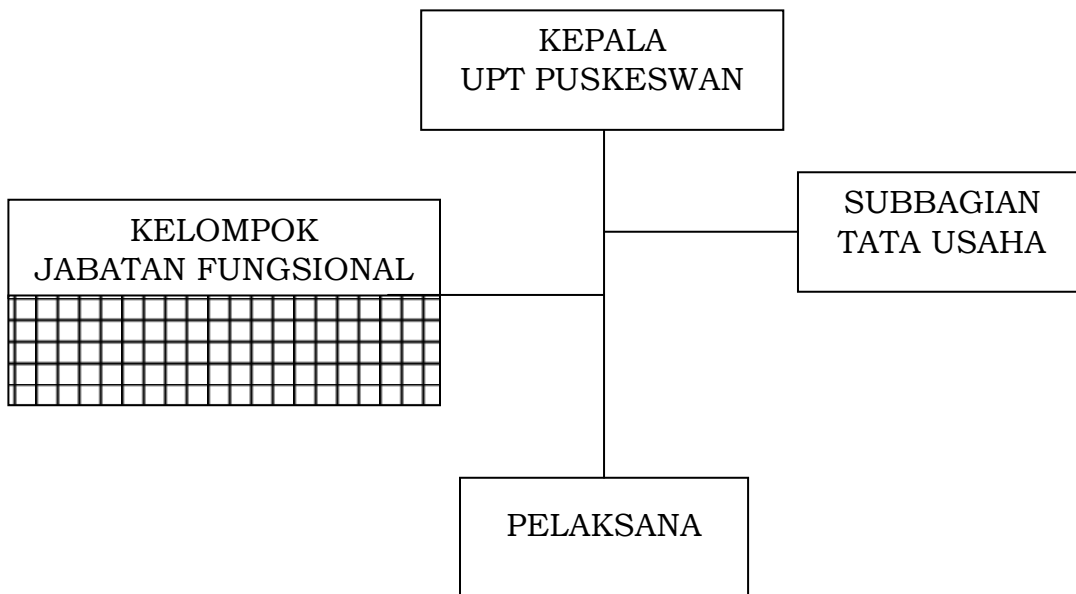 KEPALA
UPT PUSKESWAN
SUBBAGIAN
TATA USAHA
KELOMPOK
JABATAN FUNGSIONAL
PELAKSANA